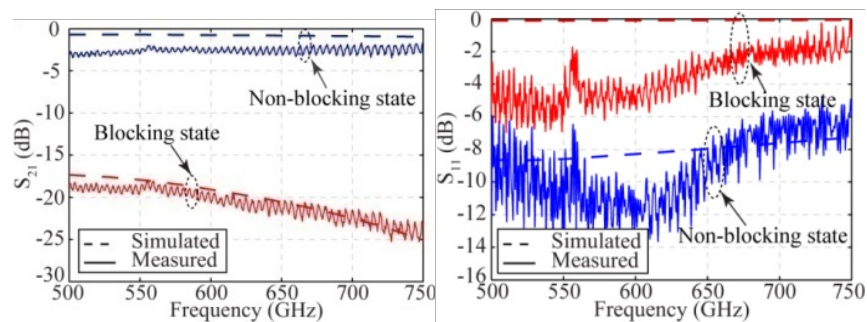 0
-5
-10
-15
-20
-25
-30
S21 (dB)
Non-blocking state
Blocking state
Simulated
Measured
500
550
600
650
700
750
Frequency (GHz)
0
-2
-4
-6
-8
-10
-12
-14
-16
S11 (dB)
Blocking state
Non-blocking state
Simulated
Measured
500
550
600
650
700
750
Frequency (GHz)